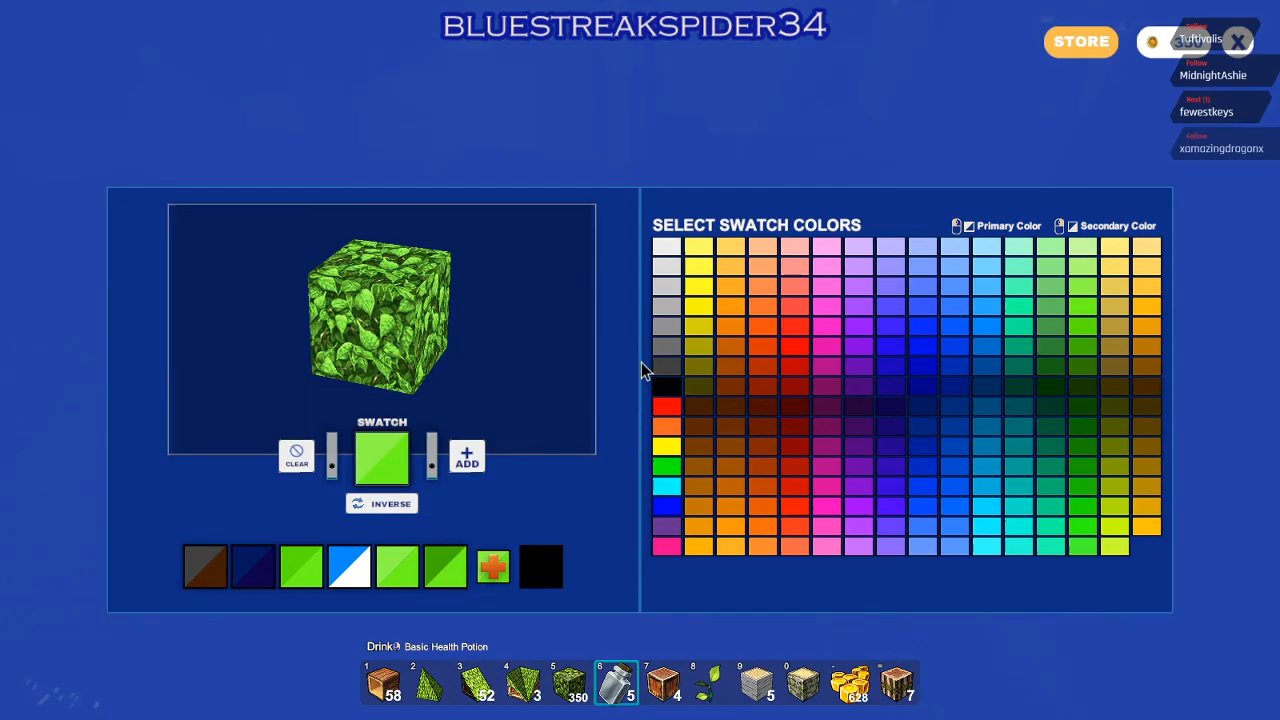 BLUESTREAKSPIDER34
STORE
330
X
Follow
Tuftivalis
Follow
MidnightAshie
Host (1)
fewestkeys
Follow
xamazingdragonx
SELECT SWATCH COLORS
Primary Color
Secondary Color
SWATCH
CLEAR
+
ADD
INVERSE
Drink Basic Health Potion
1 58
2
3 52
4 3
5 350
6 5
7 4
8
9 5
0
- 628
= 7